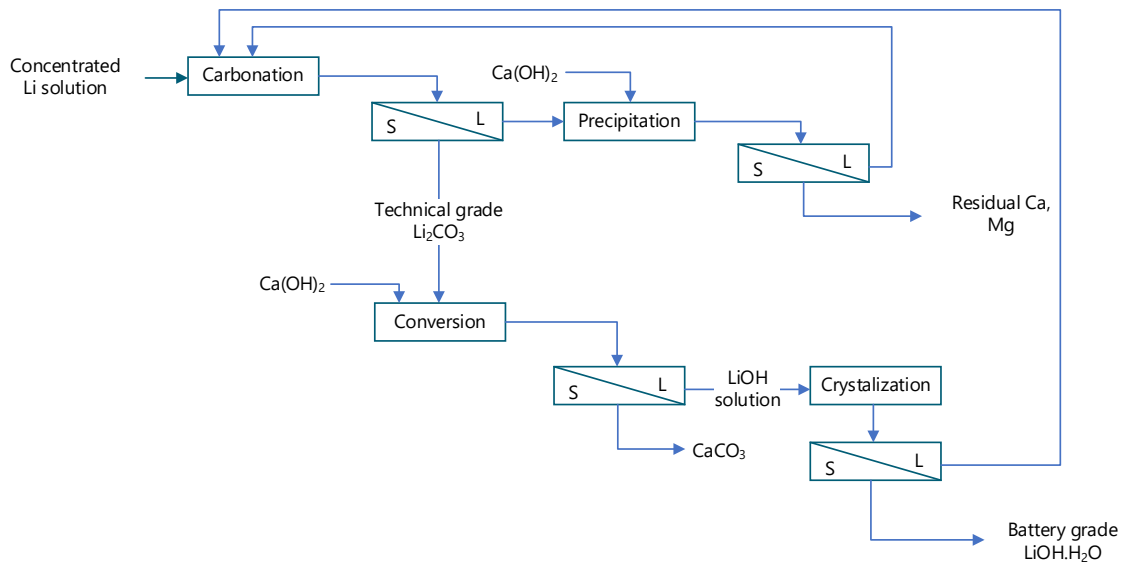 Concentrated
Li solution
Carbonation
S
L
Ca(OH)₂
Precipitation
S
L
Residual Ca,
Mg
Technical grade
Li₂CO₃
Ca(OH)₂
Conversion
S
L
LiOH
solution
Crystalization
CaCO₃
S
L
Battery grade
LiOH.H₂O